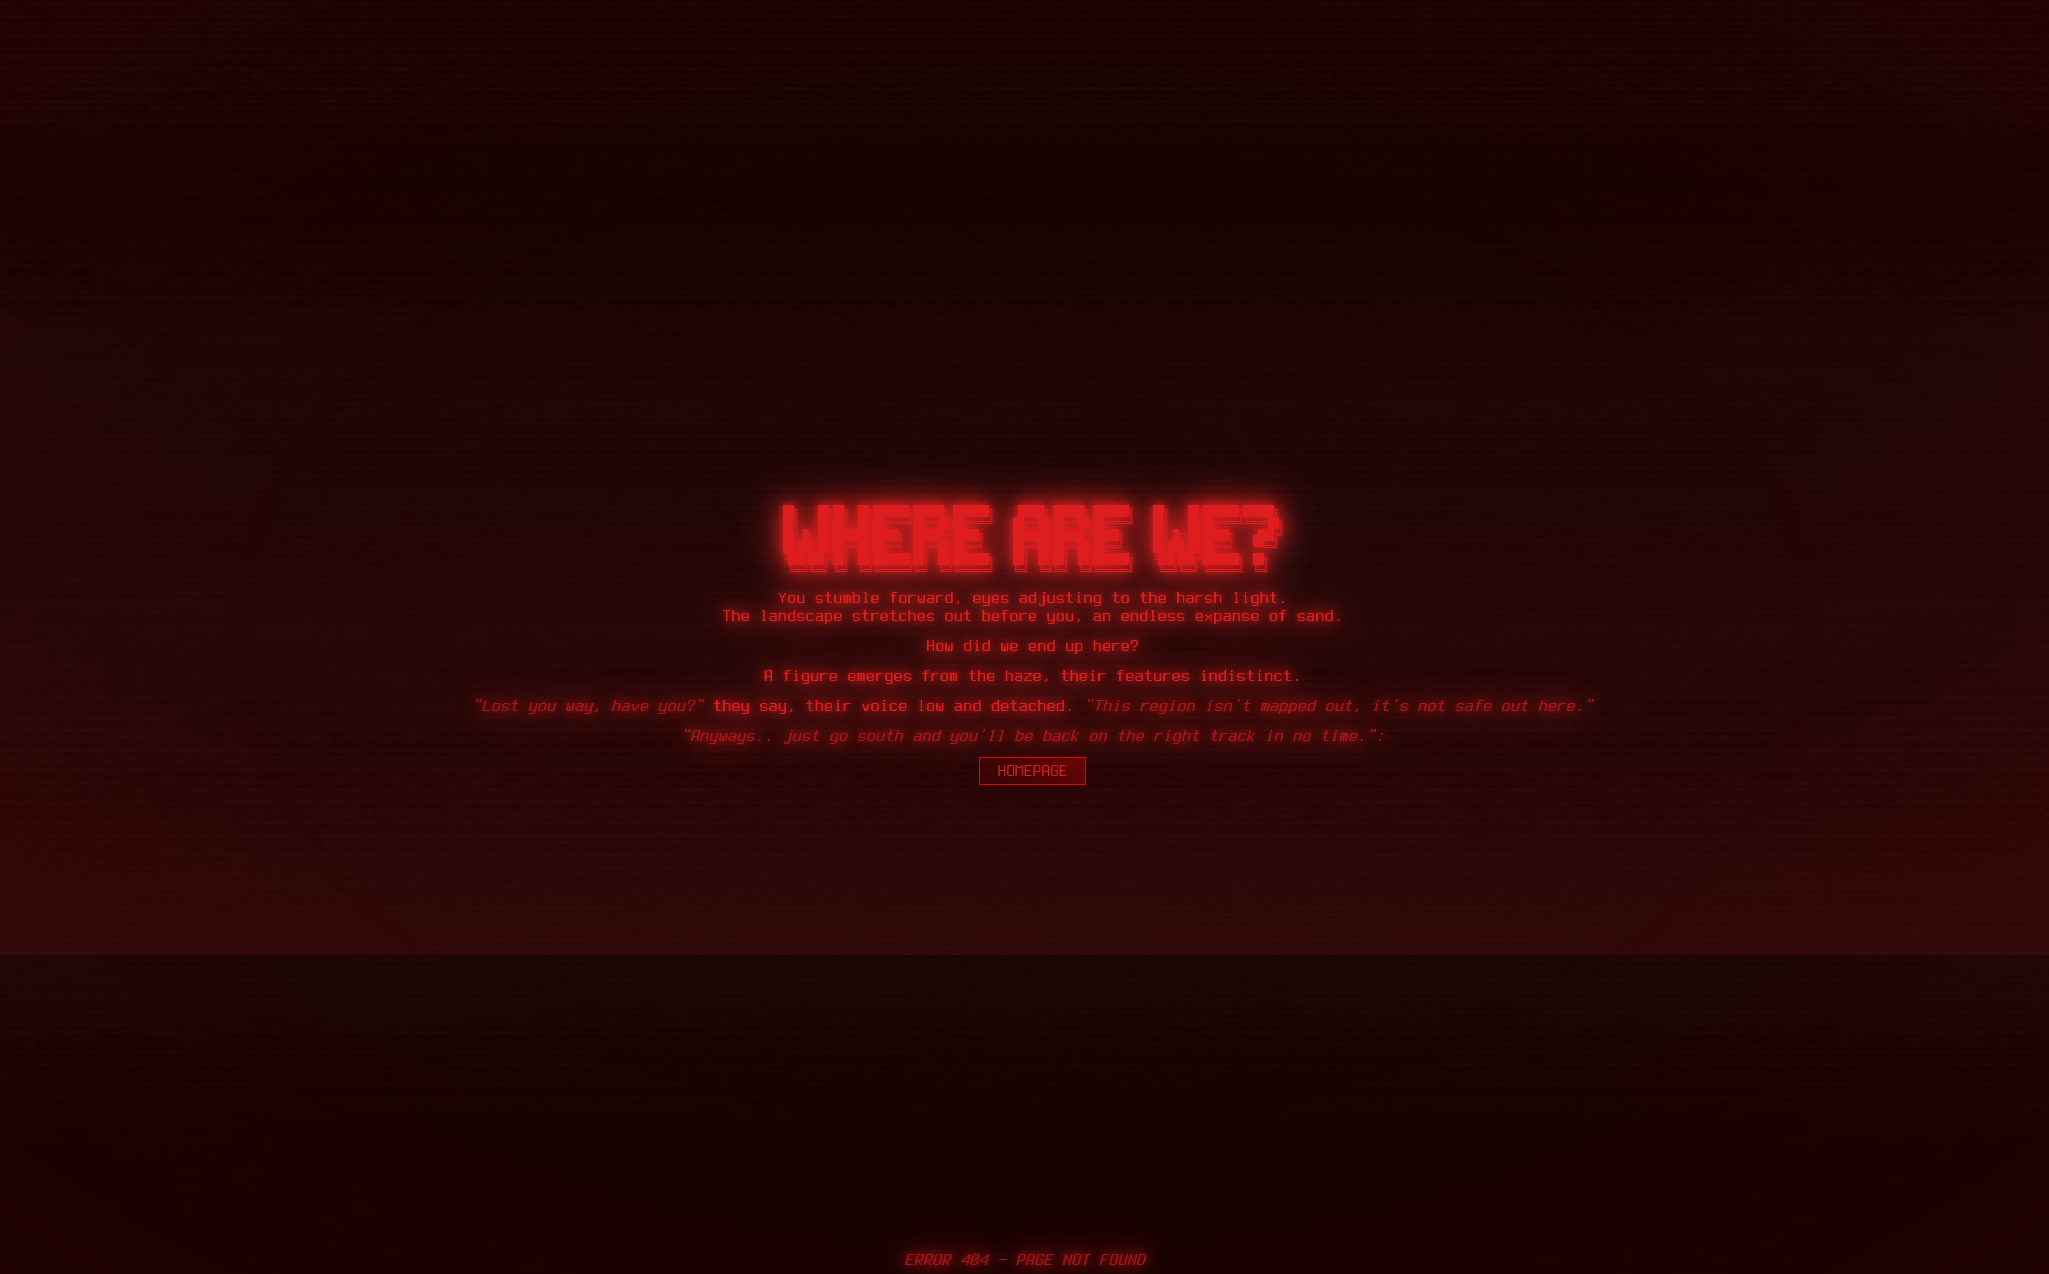 WHERE ARE WE?
You stumble forward, eyes adjusting to the harsh light.
The landscape stretches out before you, an endless expanse of sand.
How did we end up here?
A figure emerges from the haze, their features indistinct.
"Lost you way, have you?" they say, their voice low and detached. "This region isn't mapped out, it's not safe out here."
"Anyways.. just go south and you'll be back on the right track in no time.":
HOMEPAGE
ERROR 404 - PAGE NOT FOUND